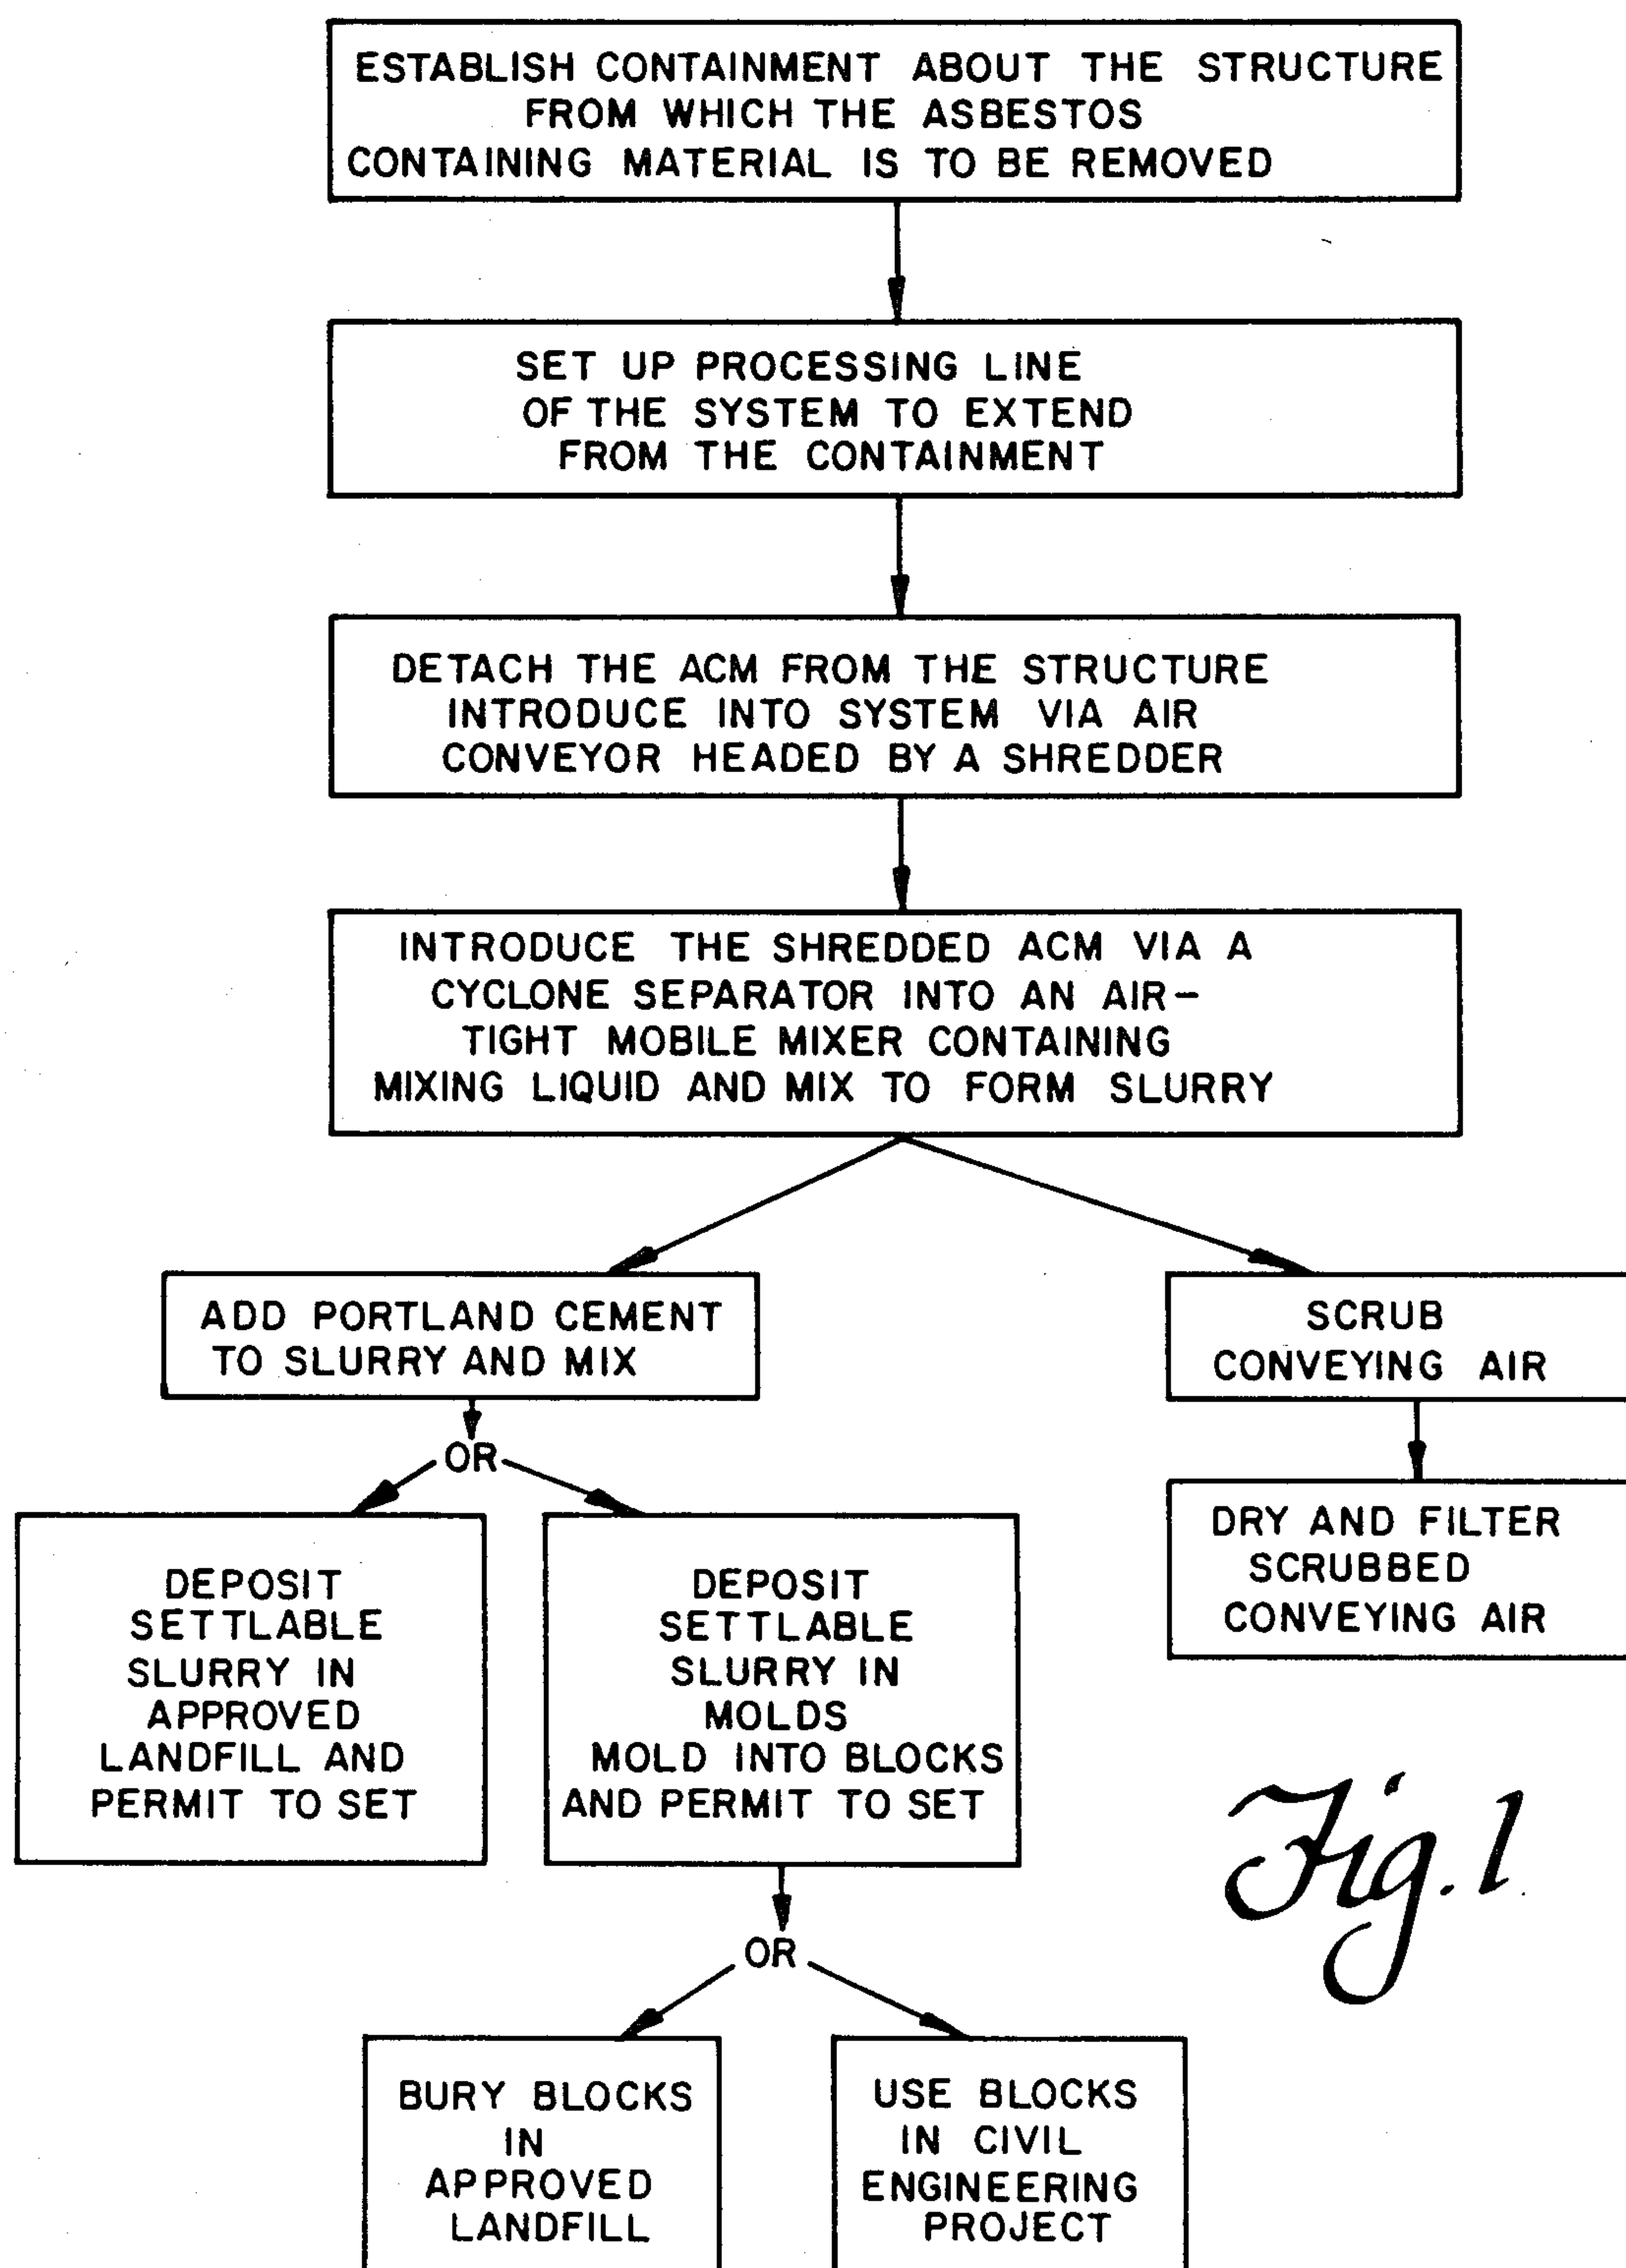 ESTABLISH CONTAINMENT ABOUT THE STRUCTURE
FROM WHICH THE ASBESTOS
CONTAINING MATERIAL IS TO BE REMOVED
SET UP PROCESSING LINE
OF THE SYSTEM TO EXTEND
FROM THE CONTAINMENT
DETACH THE ACM FROM THE STRUCTURE
INTRODUCE INTO SYSTEM VIA AIR
CONVEYOR HEADED BY A SHREDDER
INTRODUCE THE SHREDDED ACM VIA A
CYCLONE SEPARATOR INTO AN AIR-
TIGHT MOBILE MIXER CONTAINING
MIXING LIQUID AND MIX TO FORM SLURRY
ADD PORTLAND CEMENT
TO SLURRY AND MIX
SCRUB
CONVEYING AIR
OR
DRY AND FILTER
SCRUBBED
CONVEYING AIR
DEPOSIT
SETTLABLE
SLURRY IN
APPROVED
LANDFILL AND
PERMIT TO SET
DEPOSIT
SETTLABLE
SLURRY IN
MOLDS
MOLD INTO BLOCKS
AND PERMIT TO SET
Fig. 1.
OR
BURY BLOCKS
IN
APPROVED
LANDFILL
USE BLOCKS
IN CIVIL
ENGINEERING
PROJECT